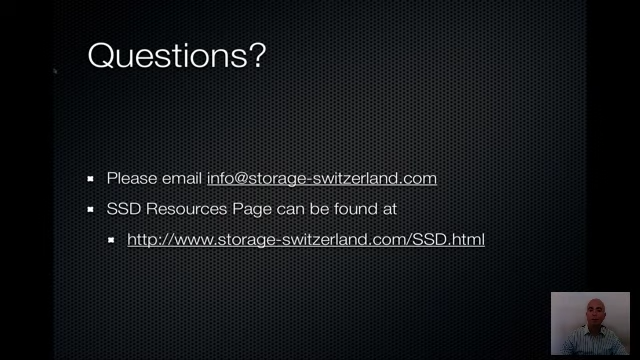 Questions?
Please email info@storage-switzerland.com
SSD Resources Page can be found at
http://www.storage-switzerland.com/SSD.html